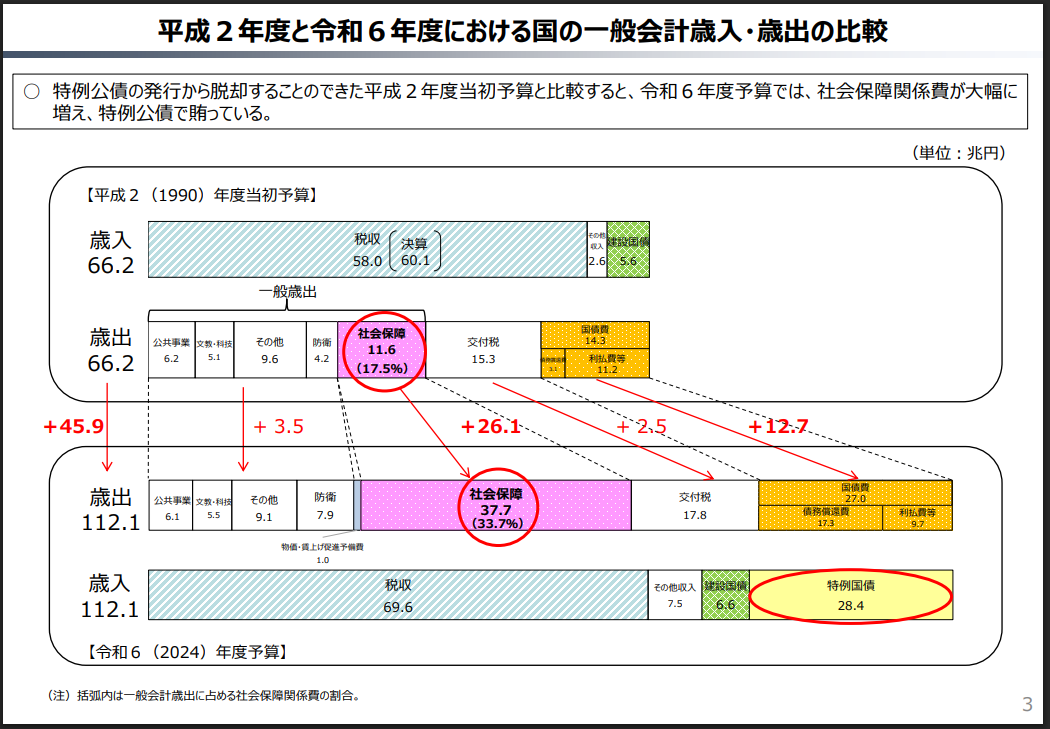 平成２年度と令和６年度における国の一般会計歳入・歳出の比較
○ 特例公債の発行から脱却することのできた平成２年度当初予算と比較すると、令和６年度予算では、社会保障関係費が大幅に
増え、特例公債で賄っている。
（単位：兆円）
【平成２（1990）年度当初予算】
歳入
66.2
税収
58.0
決算
60.1
その他
収入
2.6
建設国債
5.6
一般歳出
歳出
66.2
公共事業
6.2
文教・科技
5.1
その他
9.6
防衛
4.2
社会保障
11.6
（17.5%）
交付税
15.3
国債費
14.3
債務償還費
3.1
利払費等
11.2
+45.9
+ 3.5
+26.1
+ 2.5
+12.7
歳出
112.1
公共事業
6.1
文教・科技
5.5
その他
9.1
防衛
7.9
物価・賃上げ促進予備費
1.0
社会保障
37.7
（33.7%）
交付税
17.8
国債費
27.0
債務償還費
17.3
利払費等
9.7
歳入
112.1
税収
69.6
その他収入
7.5
建設国債
6.6
特例国債
28.4
【令和６（2024）年度予算】
（注）括弧内は一般会計歳出に占める社会保障関係費の割合。
3